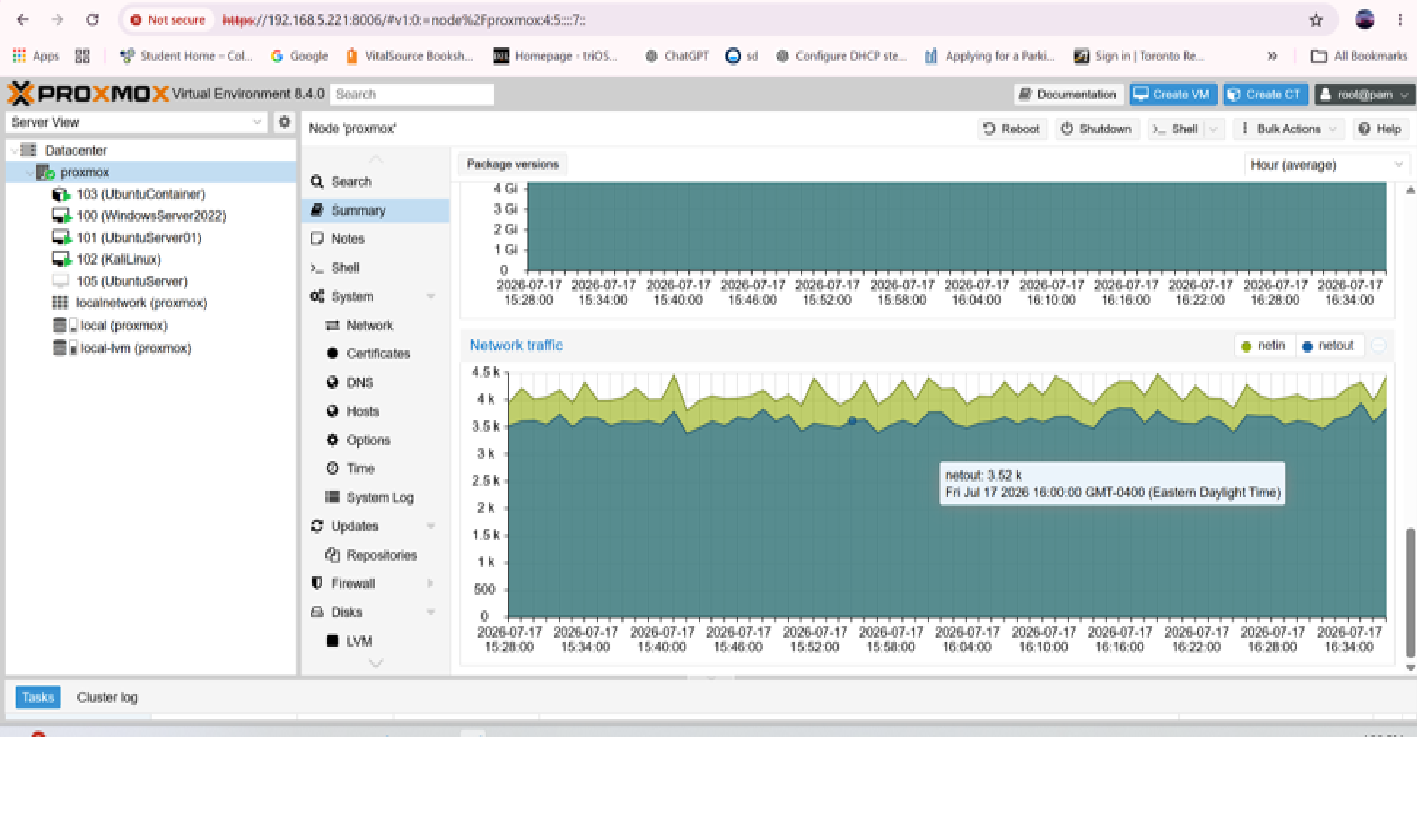 Not secure https://192.168.5.221:8006/#v1:0:=node%2Fproxmox:4:5::::7::
Apps Student Home – Col... Google VitalSource Booksh... Homepage - triOS... ChatGPT sd Configure DHCP ste... Applying for a Parki... Sign in | Toronto Re... » All Bookmarks
PROXMOX Virtual Environment 8.4.0 Search Documentation Create VM Create CT root@pam
Server View
Datacenter
proxmox
103 (UbuntuContainer)
100 (WindowsServer2022)
101 (UbuntuServer01)
102 (KaliLinux)
105 (UbuntuServer)
localnetwork (proxmox)
local (proxmox)
local-lvm (proxmox)
Node 'proxmox' Reboot Shutdown >_ Shell Bulk Actions Help
Search
Summary
Notes
>_ Shell
System
Network
Certificates
DNS
Hosts
Options
Time
System Log
Updates
Repositories
Firewall
Disks
LVM
Package versions Hour (average)
4 Gi
3 Gi
2 Gi
1 Gi
0
2026-07-17 2026-07-17 2026-07-17 2026-07-17 2026-07-17 2026-07-17 2026-07-17 2026-07-17 2026-07-17 2026-07-17 2026-07-17 2026-07-17
15:28:00 15:34:00 15:40:00 15:46:00 15:52:00 15:58:00 16:04:00 16:10:00 16:16:00 16:22:00 16:28:00 16:34:00
Network traffic netin netout
4.5 k
4 k
3.5 k
3 k
2.5 k
2 k
1.5 k
1 k
500
0
netout: 3.52 k
Fri Jul 17 2026 16:00:00 GMT-0400 (Eastern Daylight Time)
2026-07-17 2026-07-17 2026-07-17 2026-07-17 2026-07-17 2026-07-17 2026-07-17 2026-07-17 2026-07-17 2026-07-17 2026-07-17 2026-07-17
15:28:00 15:34:00 15:40:00 15:46:00 15:52:00 15:58:00 16:04:00 16:10:00 16:16:00 16:22:00 16:28:00 16:34:00
Tasks Cluster log